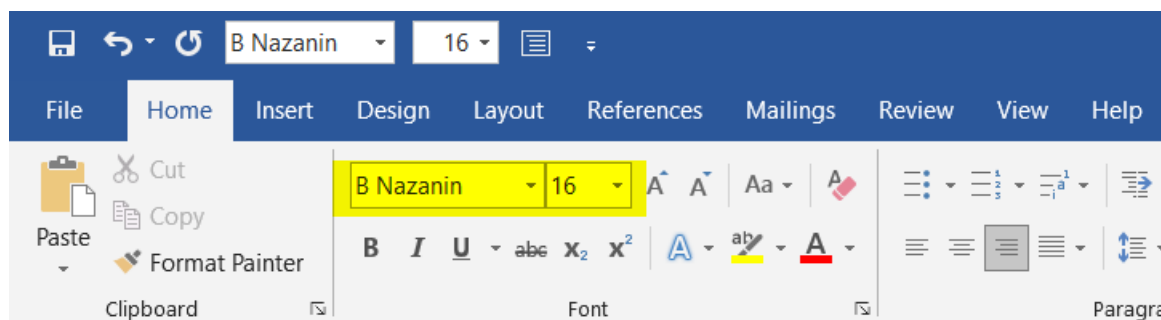 B Nazanin 16
File Home Insert Design Layout References Mailings Review View Help
Cut
Copy
Paste
Format Painter
Clipboard
B Nazanin 16 A A Aa A
B I U abc X₂ X² A ab A
Font
Paragra